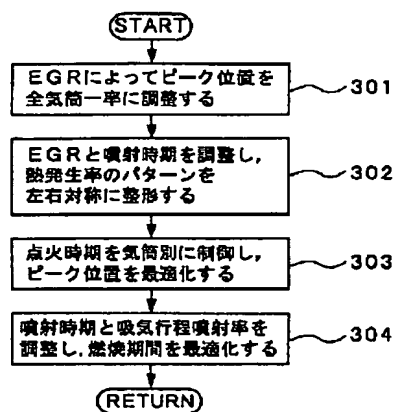 START
EGRによってピーク位置を
全気筒一率に調整する
301
EGRと噴射時期を調整し,
熱発生率のパターンを
左右対称に整形する
302
点火時期を気筒別に制御し,
ピーク位置を最適化する
303
噴射時期と吸気行程噴射率を
調整し,燃焼期間を最適化する
304
RETURN